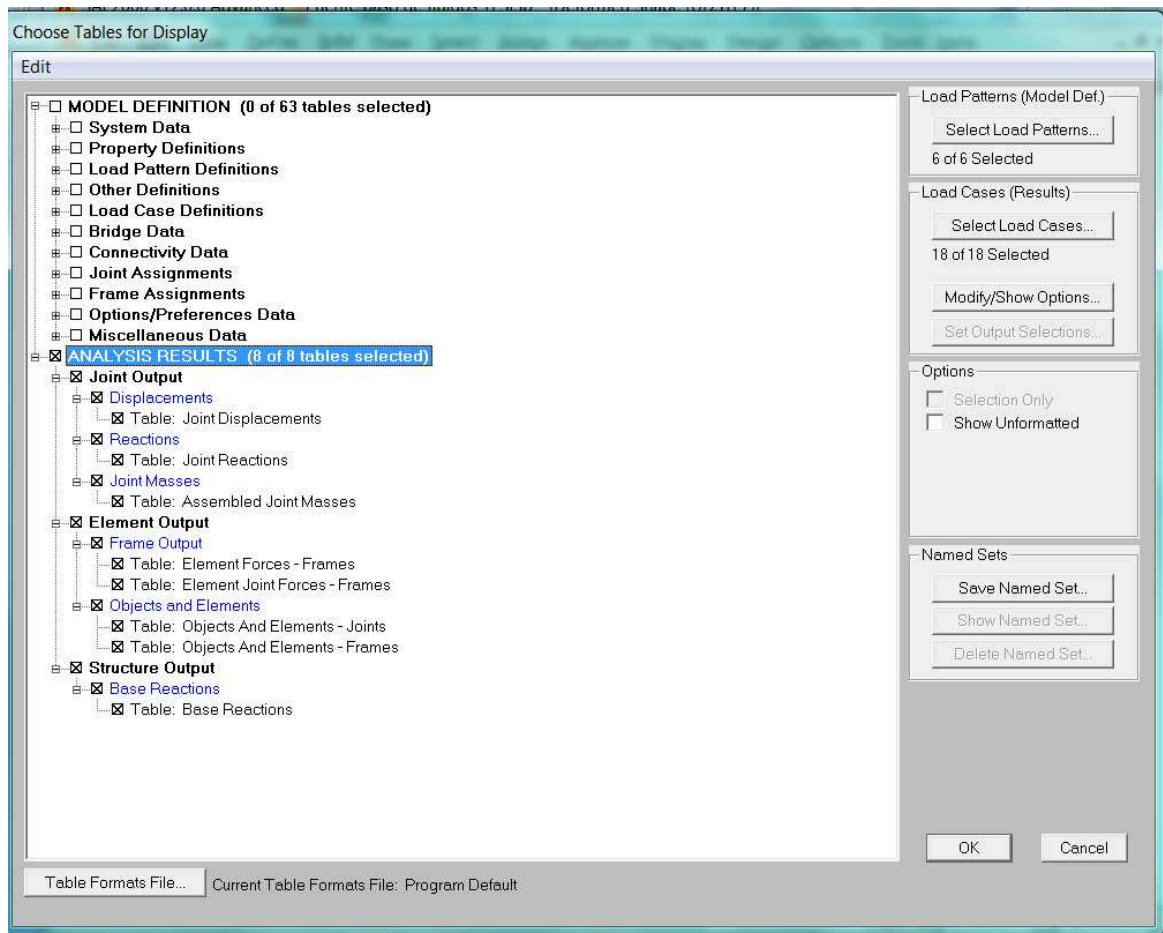 Choose Tables for Display
Edit
MODEL DEFINITION (0 of 63 tables selected)
System Data
Property Definitions
Load Pattern Definitions
Other Definitions
Load Case Definitions
Bridge Data
Connectivity Data
Joint Assignments
Frame Assignments
Options/Preferences Data
Miscellaneous Data
ANALYSIS RESULTS (8 of 8 tables selected)
Joint Output
Displacements
Table: Joint Displacements
Reactions
Table: Joint Reactions
Joint Masses
Table: Assembled Joint Masses
Element Output
Frame Output
Table: Element Forces - Frames
Table: Element Joint Forces - Frames
Objects and Elements
Table: Objects And Elements - Joints
Table: Objects And Elements - Frames
Structure Output
Base Reactions
Table: Base Reactions
Load Patterns (Model Def.)
Select Load Patterns...
6 of 6 Selected
Load Cases (Results)
Select Load Cases...
18 of 18 Selected
Modify/Show Options...
Set Output Selections...
Options
Selection Only
Show Unformatted
Named Sets
Save Named Set...
Show Named Set...
Delete Named Set...
OK Cancel
Table Formats File... Current Table Formats File: Program Default